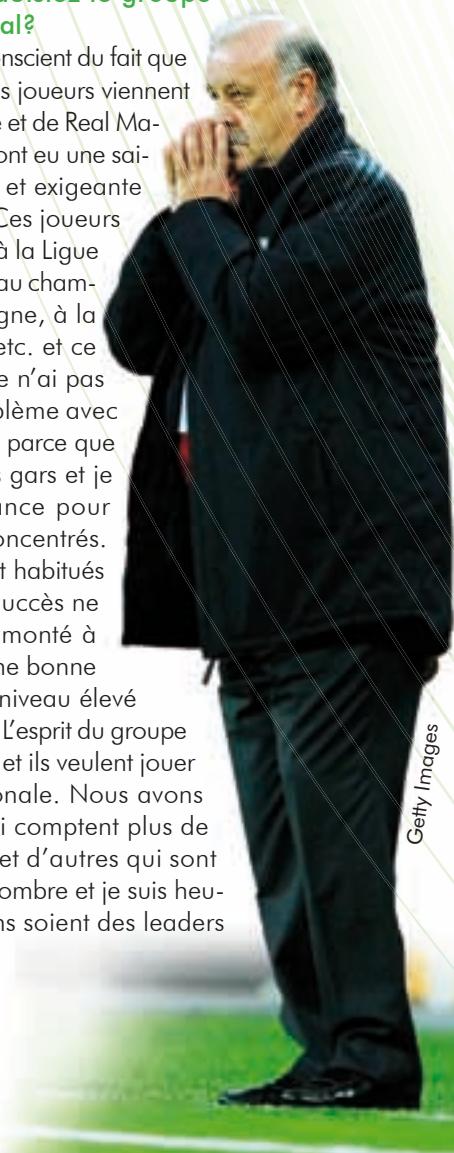 le groupe
al?
nscient du fait que
s joueurs viennent
e et de Real Ma-
ont eu une sai-
et exigeante
Ces joueurs
à la Ligue
au cham-
gne, à la
etc. et ce
e n’ai pas
blème avec
parce que
s gars et je
ance pour
oncentrés.
t habitués
uccès ne
monté à
ne bonne
niveau élevé
L’esprit du groupe
et ils veulent jouer
onale. Nous avons
i comptent plus de
et d’autres qui sont
ombre et je suis heu-
ns soient des leaders
Getty Images